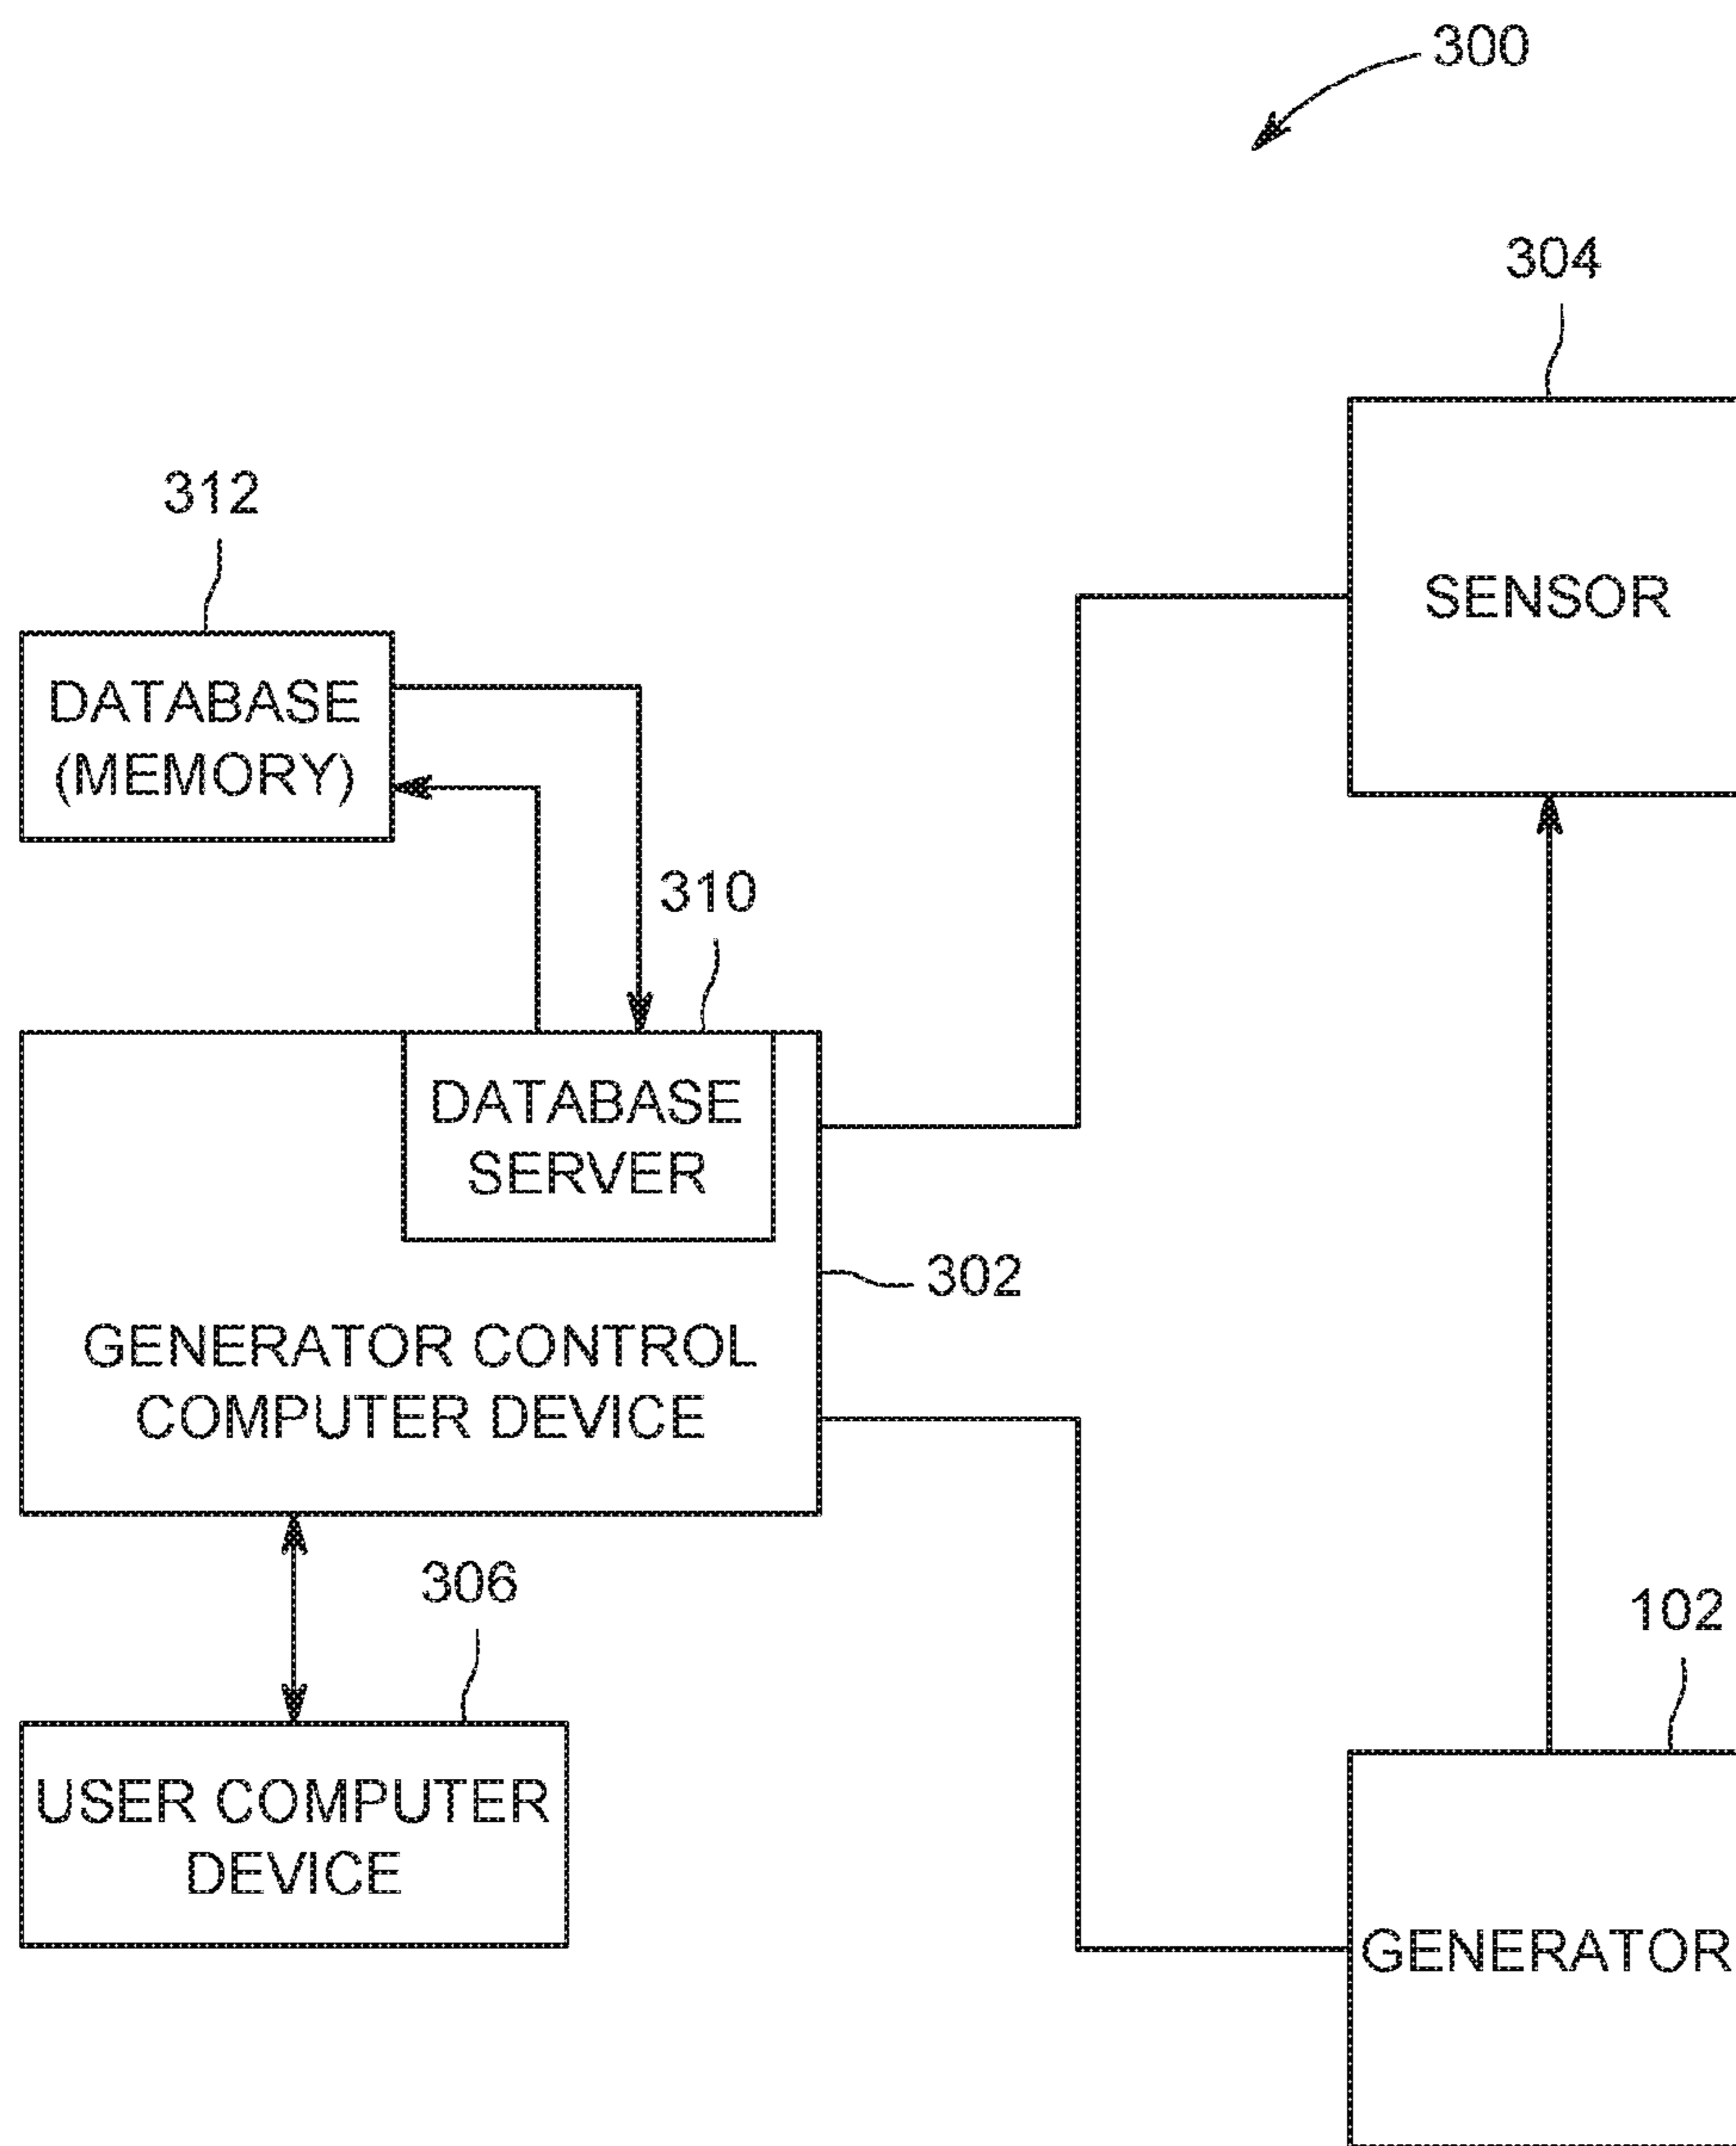 300
304
SENSOR
312
DATABASE
(MEMORY)
310
DATABASE
SERVER
302
GENERATOR CONTROL
COMPUTER DEVICE
306
USER COMPUTER
DEVICE
102
GENERATOR